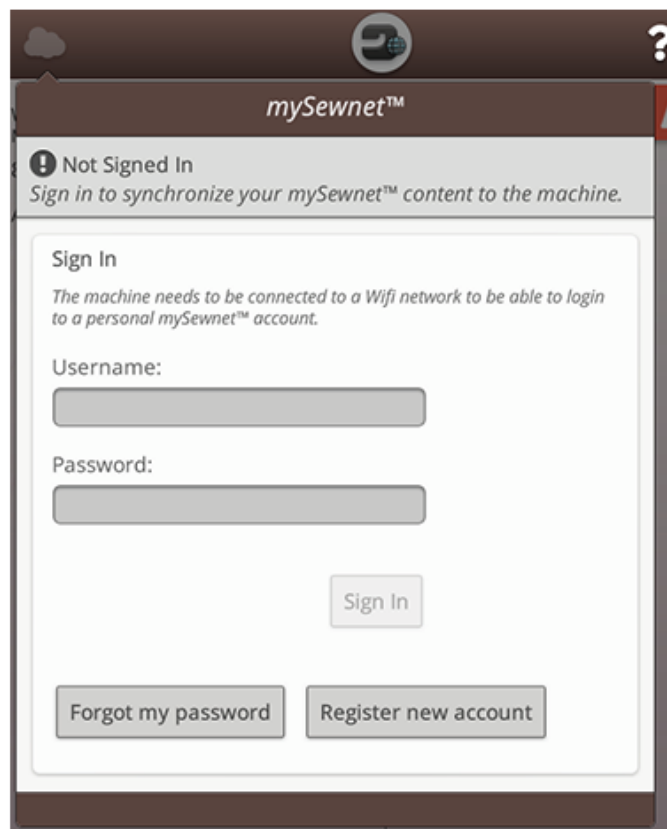 ?
mySewnet™
Not Signed In
Sign in to synchronize your mySewnet™ content to the machine.
Sign In
The machine needs to be connected to a Wifi network to be able to login
to a personal mySewnet™ account.
Username:
Password:
Sign In
Forgot my password
Register new account